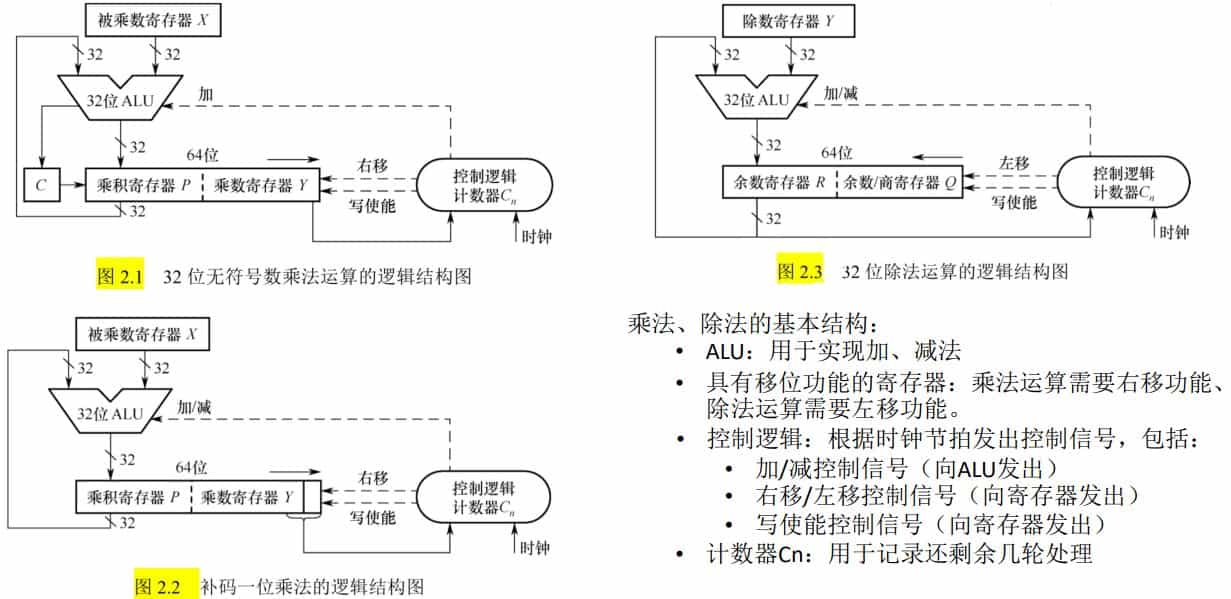 被乘数寄存器 X
32
32
32位 ALU
加
32
64位
C
乘积寄存器 P
乘数寄存器 Y
右移
写使能
控制逻辑
计数器Cn
32
时钟
图 2.1 32 位无符号数乘法运算的逻辑结构图
被乘数寄存器 X
32
32
32位 ALU
加/减
32
64位
乘积寄存器 P
乘数寄存器 Y
右移
写使能
控制逻辑
计数器Cn
32
时钟
图 2.2 补码一位乘法的逻辑结构图
除数寄存器 Y
32
32
32位 ALU
加/减
32
64位
余数寄存器 R
余数/商寄存器 Q
左移
写使能
控制逻辑
计数器Cn
32
时钟
图 2.3 32 位除法运算的逻辑结构图
乘法、除法的基本结构：
• ALU：用于实现加、减法
• 具有移位功能的寄存器：乘法运算需要右移功能、
除法运算需要左移功能。
• 控制逻辑：根据时钟节拍发出控制信号，包括：
• 加/减控制信号（向ALU发出）
• 右移/左移控制信号（向寄存器发出）
• 写使能控制信号（向寄存器发出）
• 计数器Cn：用于记录还剩余几轮处理